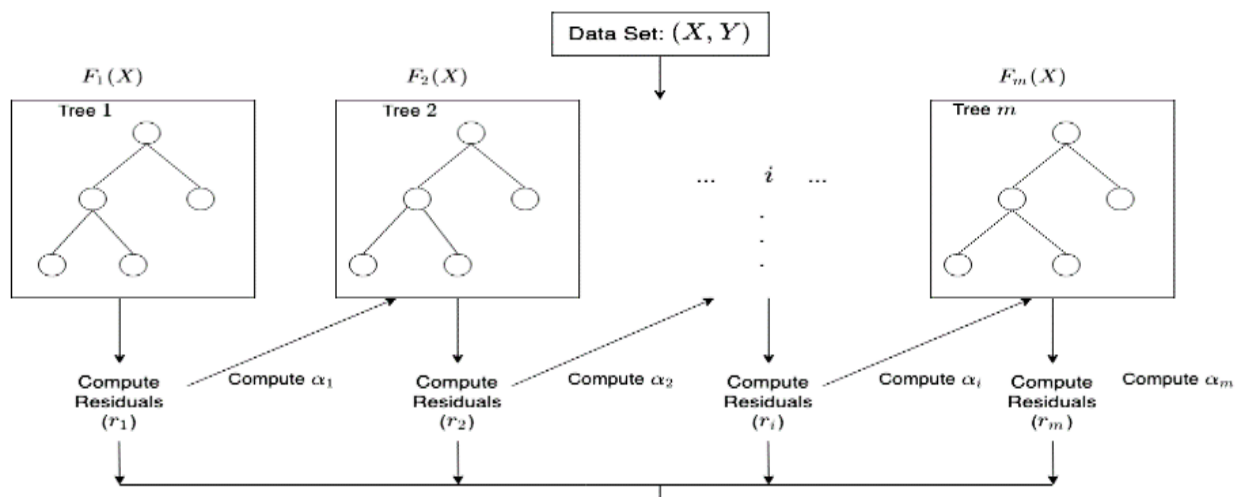 Data Set: (X, Y)
F₁(X)
F₂(X)
Fₘ(X)
Tree 1
Tree 2
Tree m
... i ...
.
.
.
Compute
Residuals
(r₁)
Compute α₁
Compute
Residuals
(r₂)
Compute α₂
Compute
Residuals
(rᵢ)
Compute αᵢ
Compute
Residuals
(rₘ)
Compute αₘ